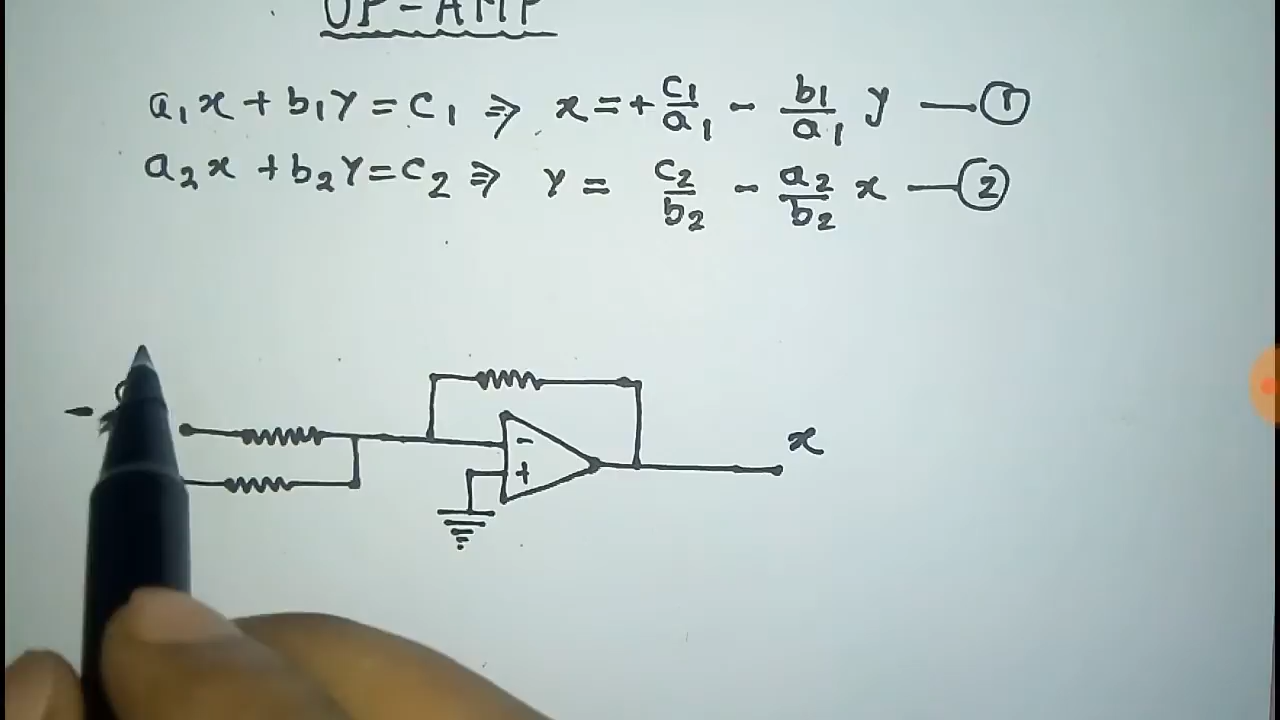 OP-AMP
a₁x + b₁y = c₁ ⇒ x = + c₁/a₁ - b₁/a₁ y — ①
a₂x + b₂y = c₂ ⇒ y = c₂/b₂ - a₂/b₂ x — ②
-
-
+
x